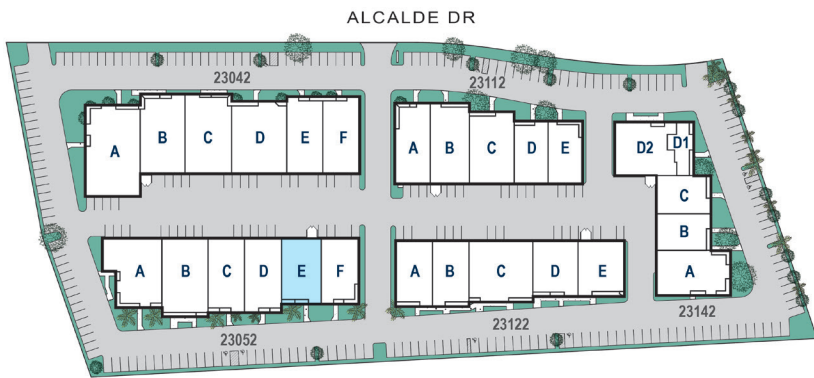 ALCALDE DR
23042
23112
A B C D E F
A B C D E
D2 D1
C
B
A
A B C D E F
A B C D E
23052
23122
23142